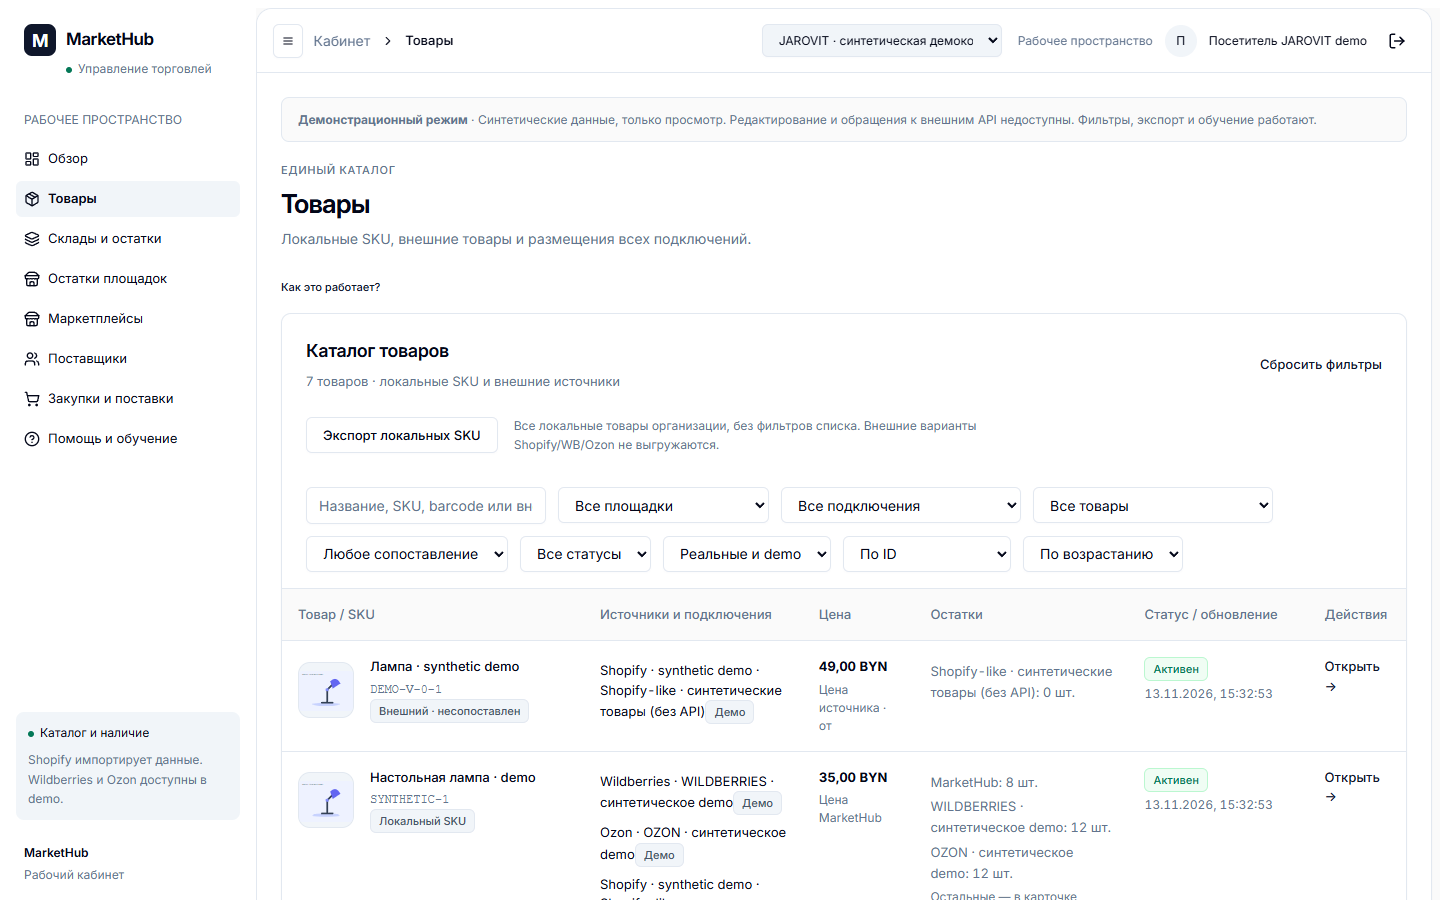 M MarketHub
Управление торговлей
РАБОЧЕЕ ПРОСТРАНСТВО
Обзор
Товары
Склады и остатки
Остатки площадок
Маркетплейсы
Поставщики
Закупки и поставки
Помощь и обучение
Каталог и наличие
Shopify импортирует данные.
Wildberries и Ozon доступны в
demo.
MarketHub
Рабочий кабинет
Кабинет > Товары
JAROVIT · синтетическая демоко
Рабочее пространство
П
Посетитель JAROVIT demo
Демонстрационный режим · Синтетические данные, только просмотр. Редактирование и обращения к внешним API недоступны. Фильтры, экспорт и обучение работают.
ЕДИНЫЙ КАТАЛОГ
Товары
Локальные SKU, внешние товары и размещения всех подключений.
Как это работает?
Каталог товаров
7 товаров · локальные SKU и внешние источники
Сбросить фильтры
Экспорт локальных SKU
Все локальные товары организации, без фильтров списка. Внешние варианты
Shopify/WB/Ozon не выгружаются.
Название, SKU, barcode или вн
Все площадки
Все подключения
Все товары
Любое сопоставление
Все статусы
Реальные и demo
По ID
По возрастанию
Товар / SKU
Источники и подключения
Цена
Остатки
Статус / обновление
Действия
Лампа · synthetic demo
DEMO-V-0-1
Внешний · несопоставлен
Shopify · synthetic demo ·
Shopify-like · синтетические
товары (без API) Демо
49,00 BYN
Цена
источника ·
от
Shopify-like · синтетические
товары (без API): 0 шт.
Активен
13.11.2026, 15:32:53
Открыть
→
Настольная лампа · demo
SYNTHETIC-1
Локальный SKU
Wildberries · WILDBERRIES ·
синтетическое demo Демо
Ozon · OZON · синтетическое
demo Демо
Shopify · synthetic demo ·
35,00 BYN
Цена
MarketHub
MarketHub: 8 шт.
WILDBERRIES ·
синтетическое demo: 12 шт.
OZON · синтетическое
demo: 12 шт.
Остальные — в карточке
Активен
13.11.2026, 15:32:53
Открыть
→